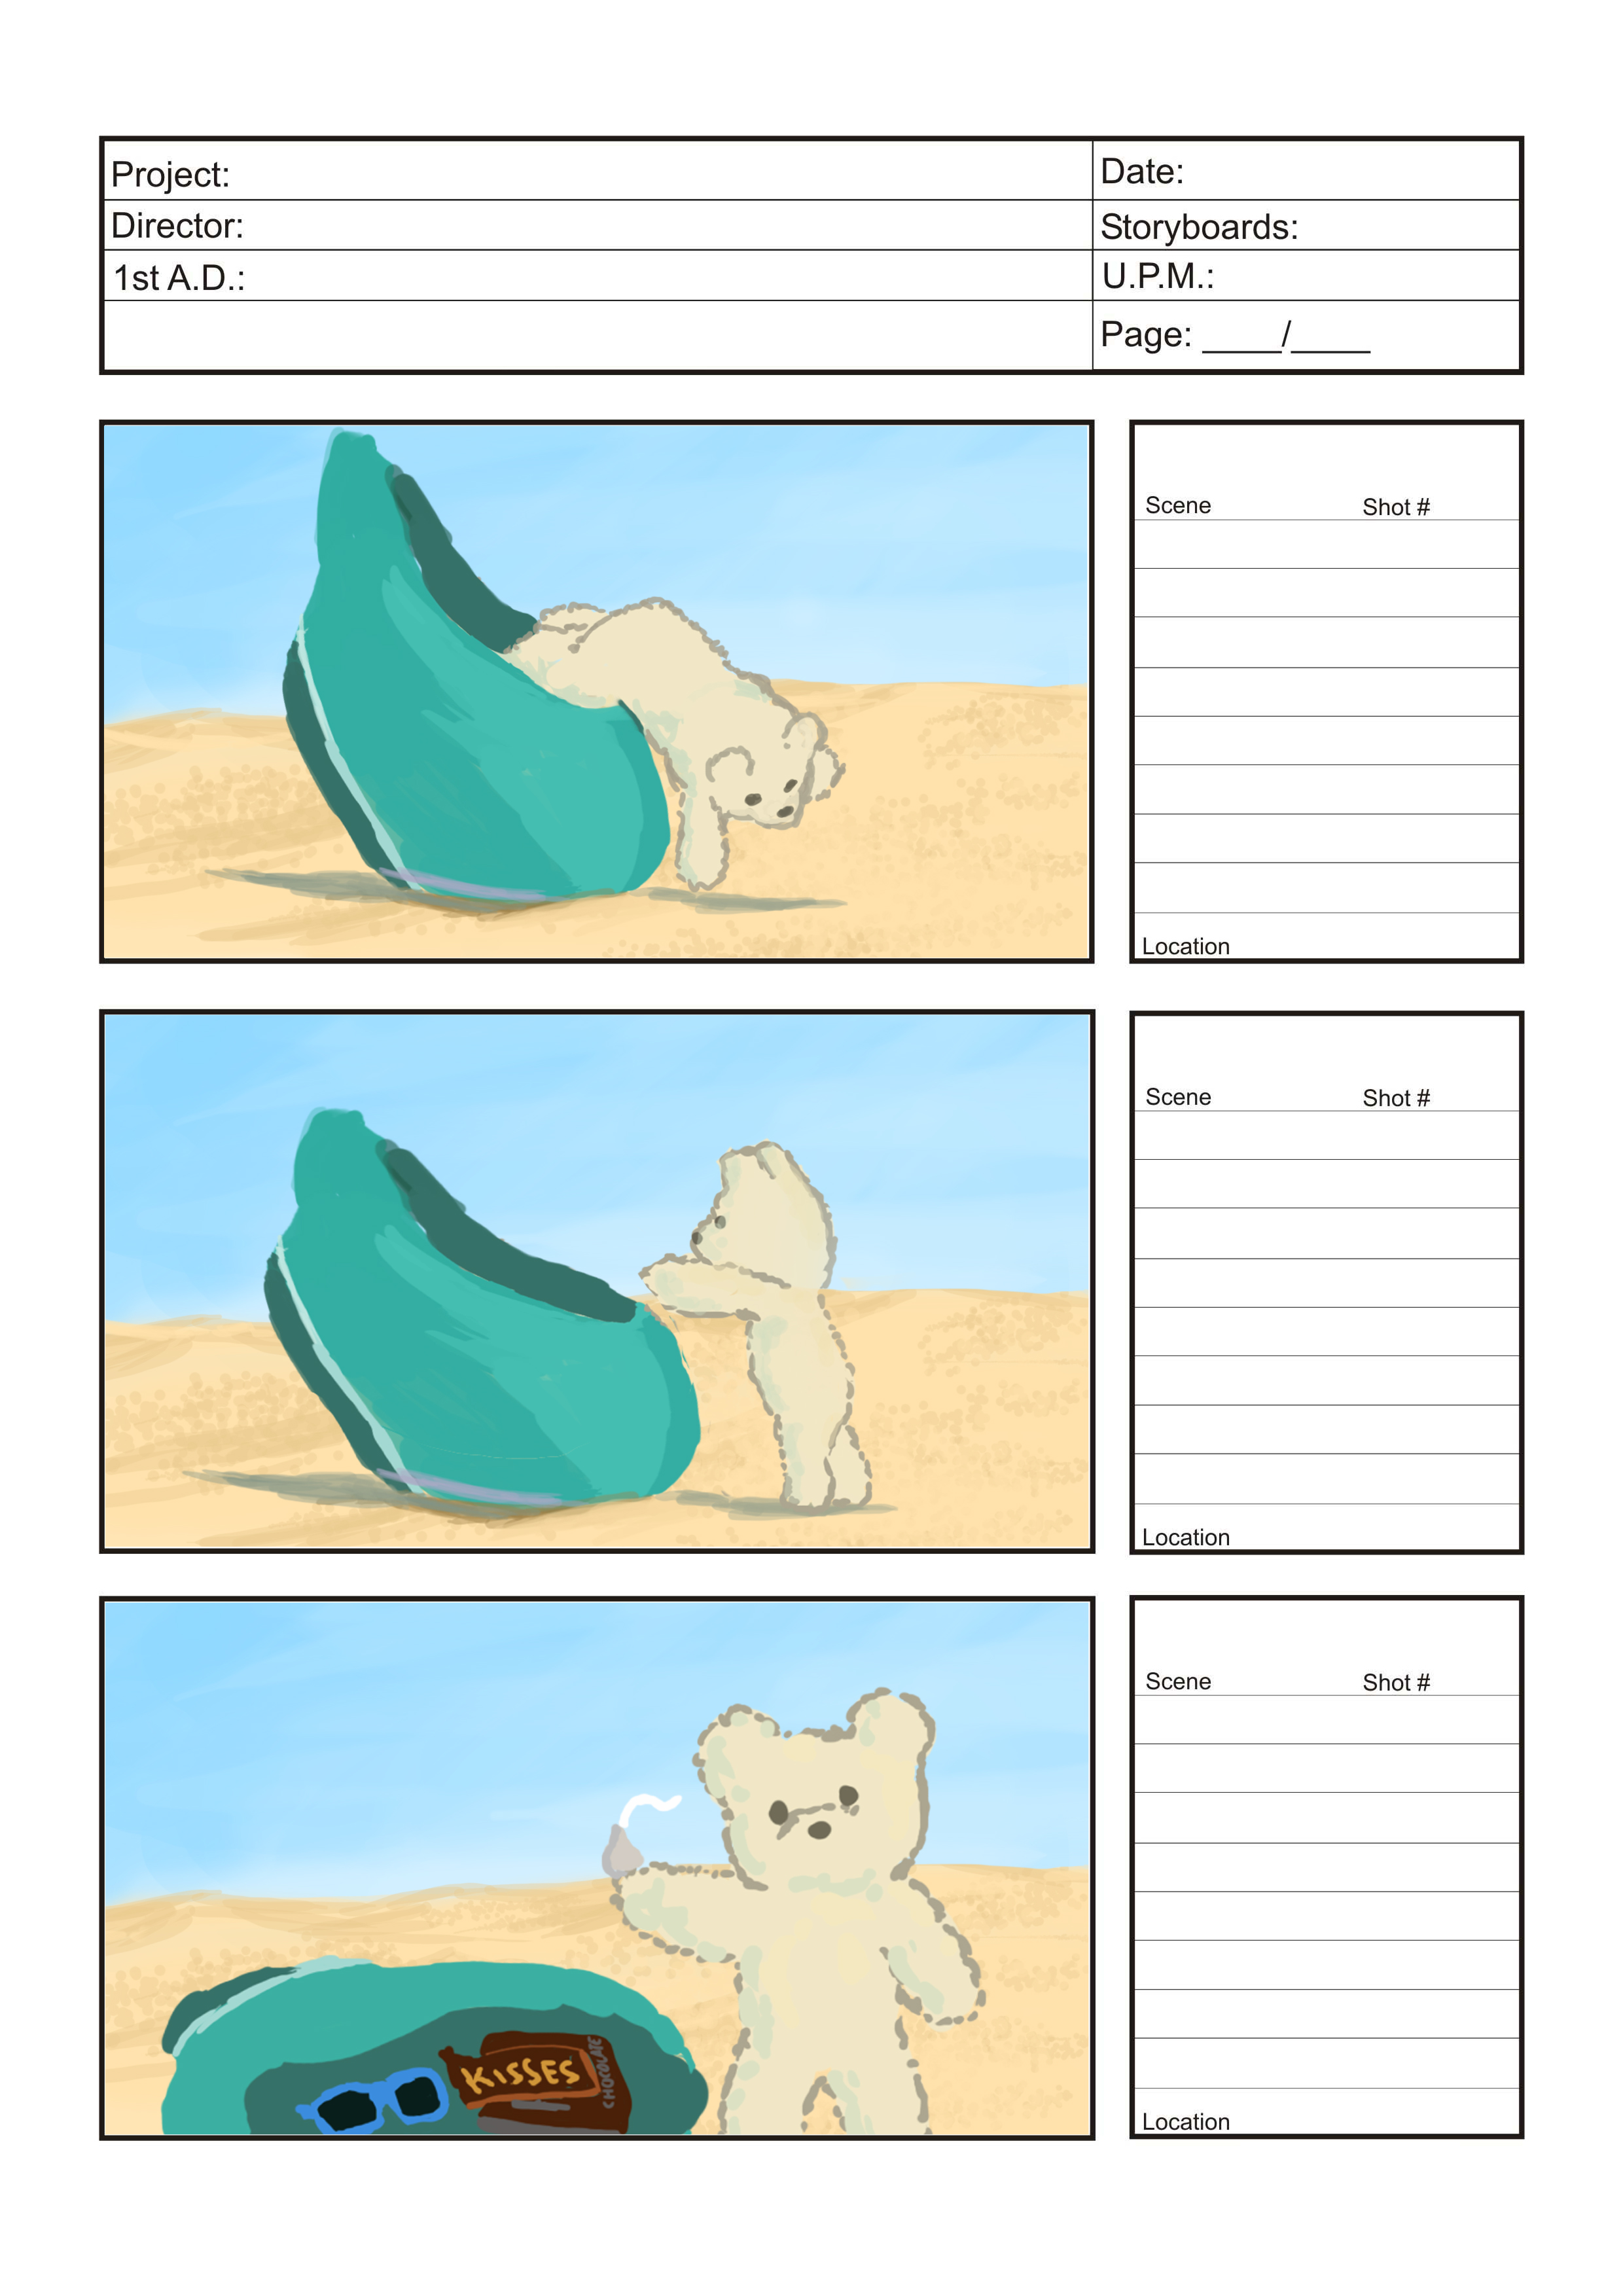 Project:
Date:
Director:
Storyboards:
1st A.D.:
U.P.M.:
Page: ____/____
Scene Shot #
Location
Scene Shot #
Location
Scene Shot #
KISSES
CHOCOLATE
Location